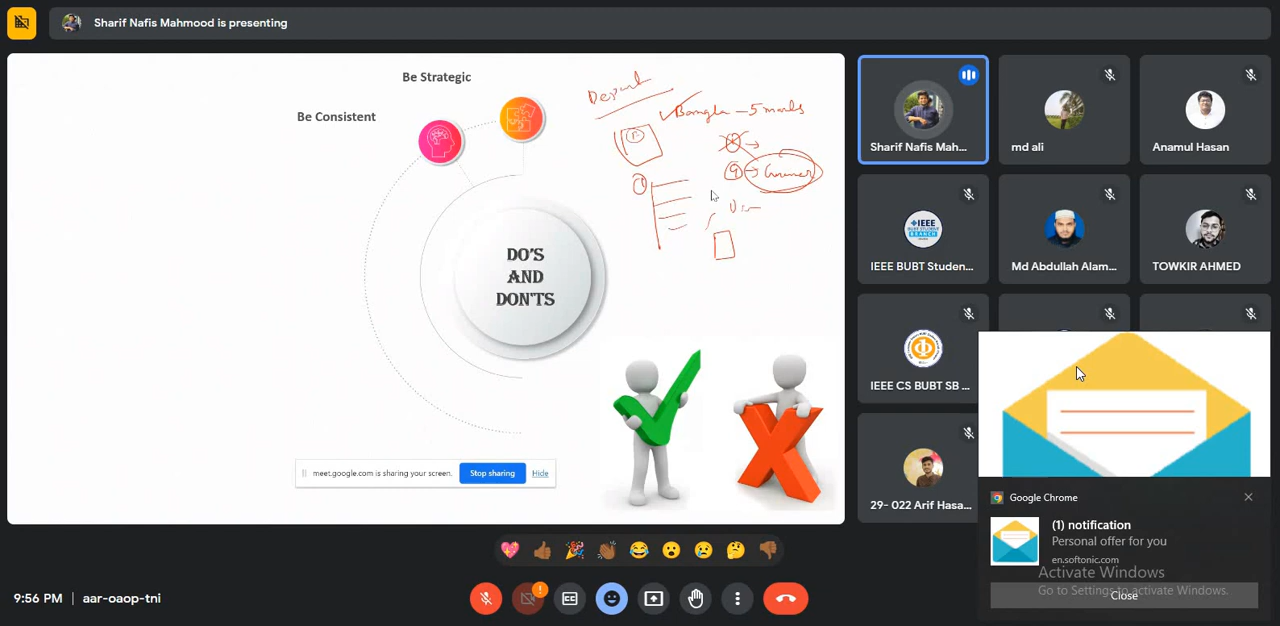 Sharif Nafis Mahmood is presenting
Be Strategic
Be Consistent
Bangla - 5 marks
DO'S
AND
DON'TS
meet.google.com is sharing your screen.
Stop sharing
Hide
Sharif Nafis Mah...
md ali
Anamul Hasan
IEEE BUBT Studen...
Md Abdullah Alam...
TOWKIR AHMED
IEEE CS BUBT SB ...
29- 022 Arif Hasa...
Google Chrome
(1) notification
Personal offer for you
en.softonic.com
Activate Windows
Go to Settings to activate Windows.
Close
9:56 PM | aar-oaop-tni